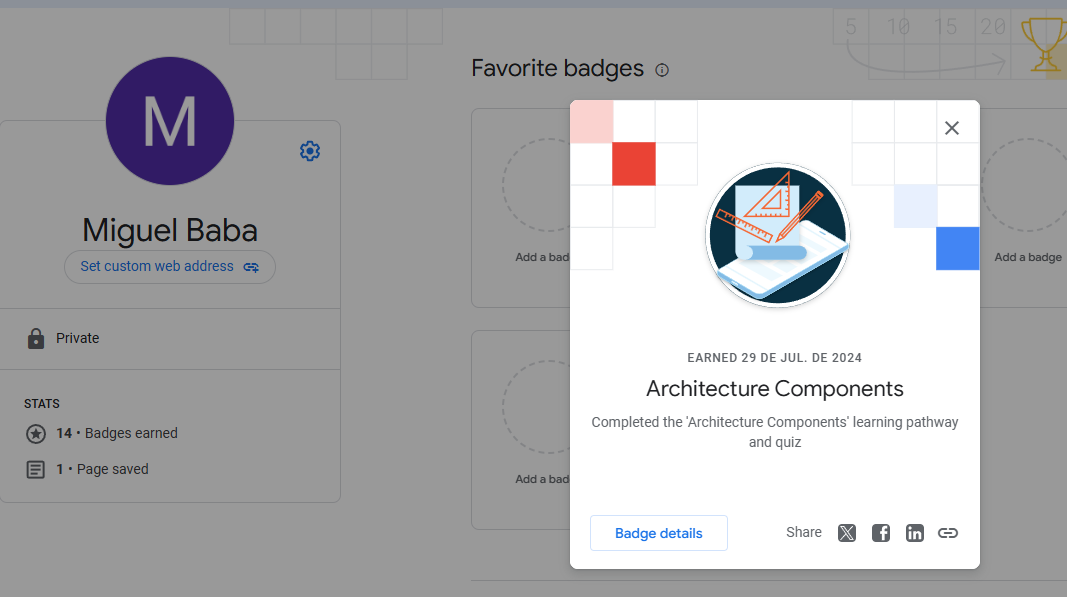 M
Miguel Baba
Set custom web address
Private
STATS
14 • Badges earned
1 • Page saved
5 10 15 20
Favorite badges
Add a bad
Add a badge
Add a bad
EARNED 29 DE JUL. DE 2024
Architecture Components
Completed the 'Architecture Components' learning pathway
and quiz
Badge details
Share